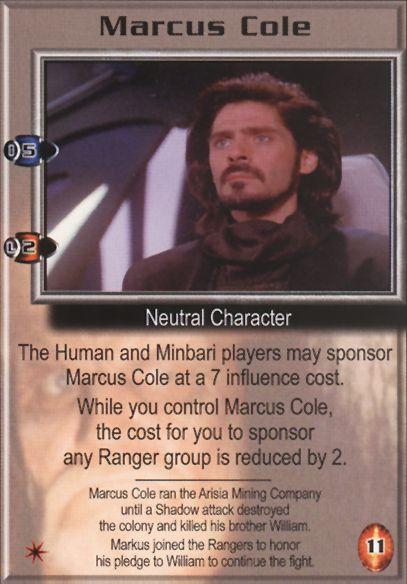 Marcus Cole
D 5
L 2
Neutral Character
The Human and Minbari players may sponsor
Marcus Cole at a 7 influence cost.
While you control Marcus Cole,
the cost for you to sponsor
any Ranger group is reduced by 2.
Marcus Cole ran the Arisia Mining Company
until a Shadow attack destroyed
the colony and killed his brother William.
Markus joined the Rangers to honor
his pledge to William to continue the fight.
11